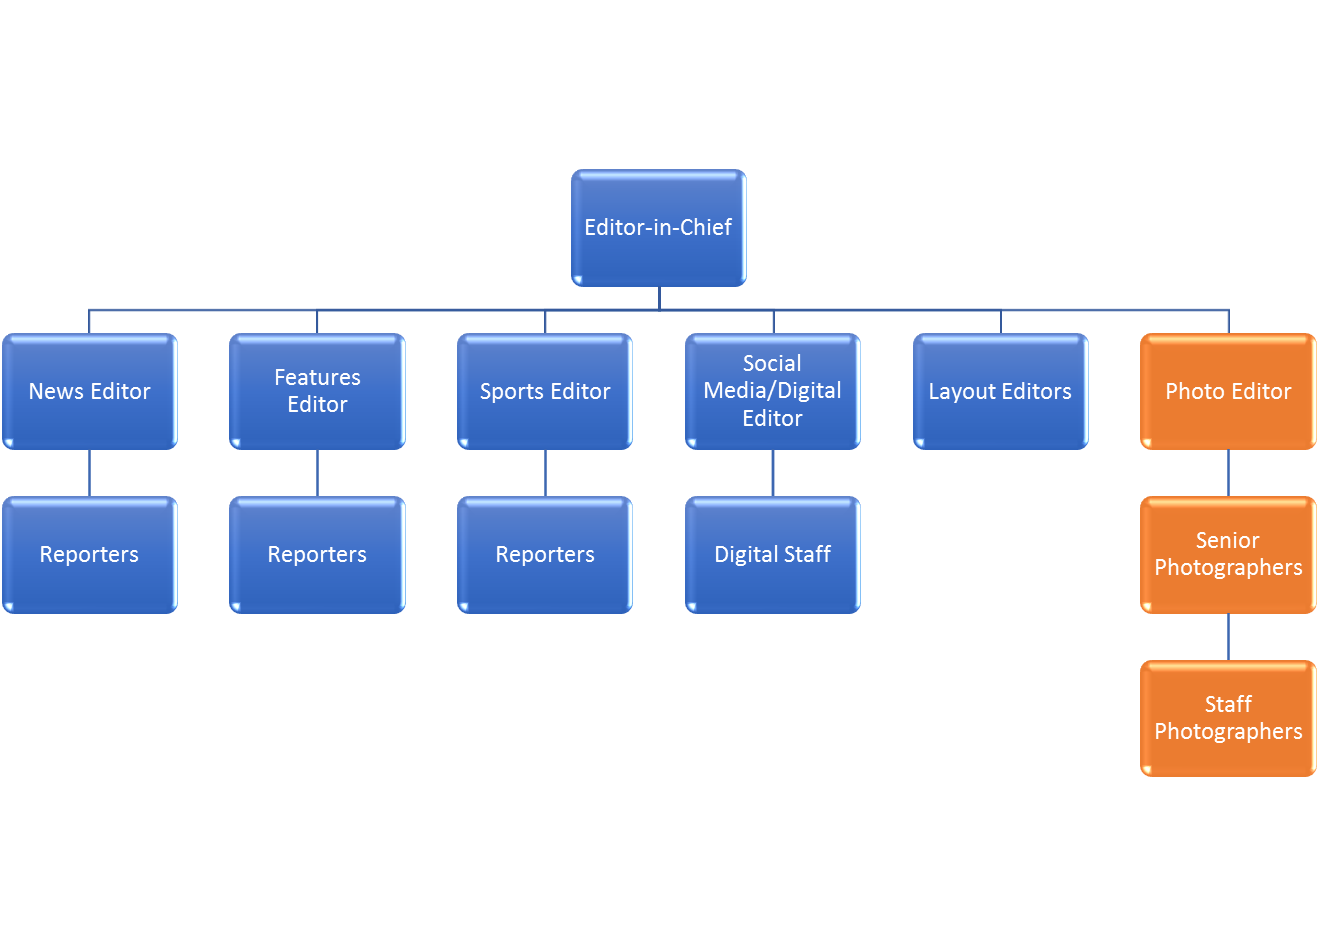 Editor-in-Chief
News Editor
Features
Editor
Sports Editor
Social
Media/Digital
Editor
Layout Editors
Photo Editor
Reporters
Reporters
Reporters
Digital Staff
Senior
Photographers
Staff
Photographers